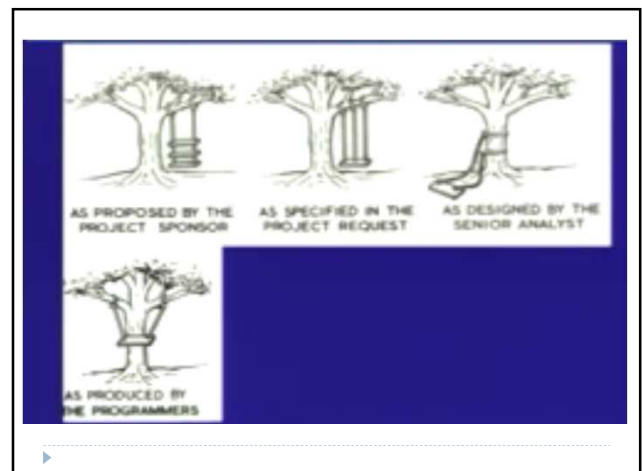 AS PROPOSED BY THE
PROJECT SPONSOR
AS SPECIFIED IN THE
PROJECT REQUEST
AS DESIGNED BY THE
SENIOR ANALYST
AS PRODUCED BY
THE PROGRAMMERS